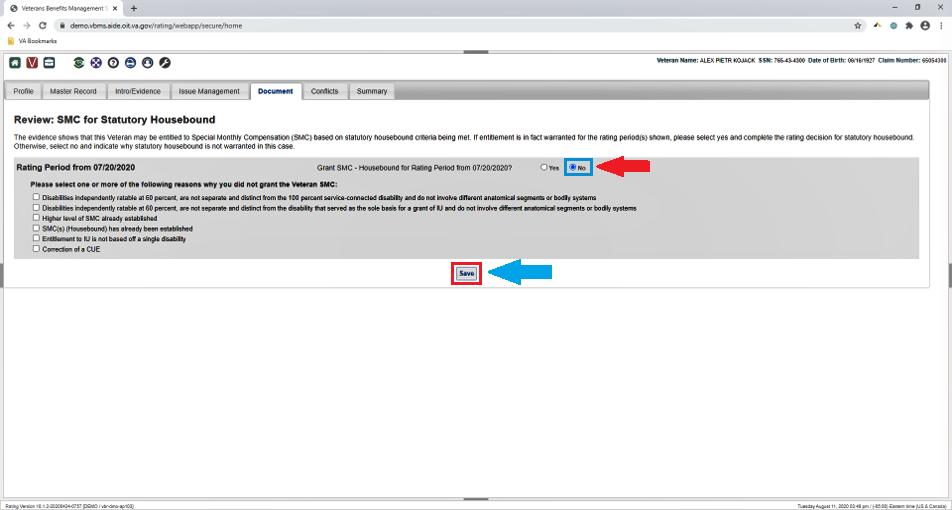 Veterans Benefits Management S
demo.vbms.aide.oit.va.gov/rating/webapp/secure/home
VA Bookmarks
Veteran Name: ALEX PIETR KOJACK SSN: 765-43-4300 Date of Birth: 06/16/1927 Claim Number: 65054300
Profile Master Record Intro/Evidence Issue Management Document Conflicts Summary
Review: SMC for Statutory Housebound
The evidence shows that this Veteran may be entitled to Special Monthly Compensation (SMC) based on statutory housebound criteria being met. If entitlement is in fact warranted for the rating period(s) shown, please select yes and complete the rating decision for statutory housebound.
Otherwise, select no and indicate why statutory housebound is not warranted in this case.
Rating Period from 07/20/2020 Grant SMC - Housebound for Rating Period from 07/20/2020? Yes No
Please select one or more of the following reasons why you did not grant the Veteran SMC:
Disabilities independently ratable at 60 percent, are not separate and distinct from the 100 percent service-connected disability and do not involve different anatomical segments or bodily systems
Disabilities independently ratable at 60 percent, are not separate and distinct from the disability that served as the sole basis for a grant of IU and do not involve different anatomical segments or bodily systems
Higher level of SMC already established
SMC(s) (Housebound) has already been established
Entitlement to IU is not based off a single disability
Correction of a CUE
Save
Tuesday August 11, 2020 03:46 pm / (-05:00) Eastern time (US & Canada)